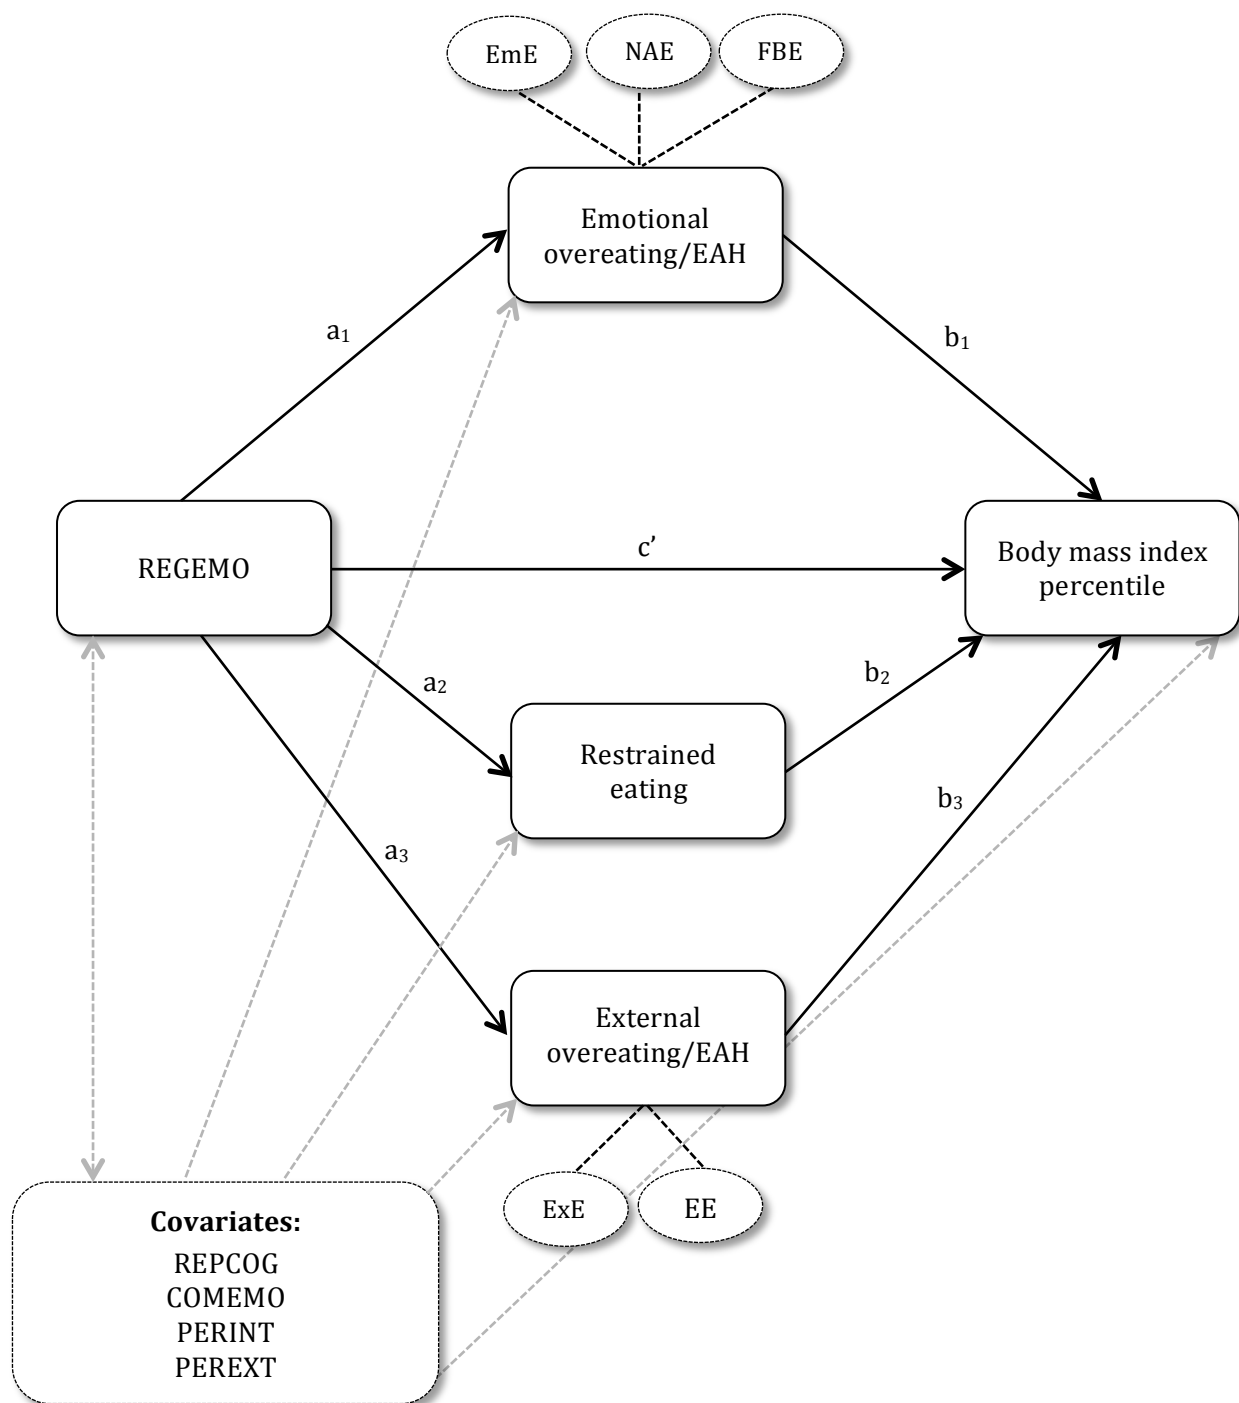 EmE
NAE
FBE
Emotional
overeating/EAH
a₁
b₁
REGEMO
c’
Body mass index
percentile
a₂
b₂
Restrained
eating
b₃
a₃
External
overeating/EAH
ExE
EE
Covariates:
REPCOG
COMEMO
PERINT
PEREXT